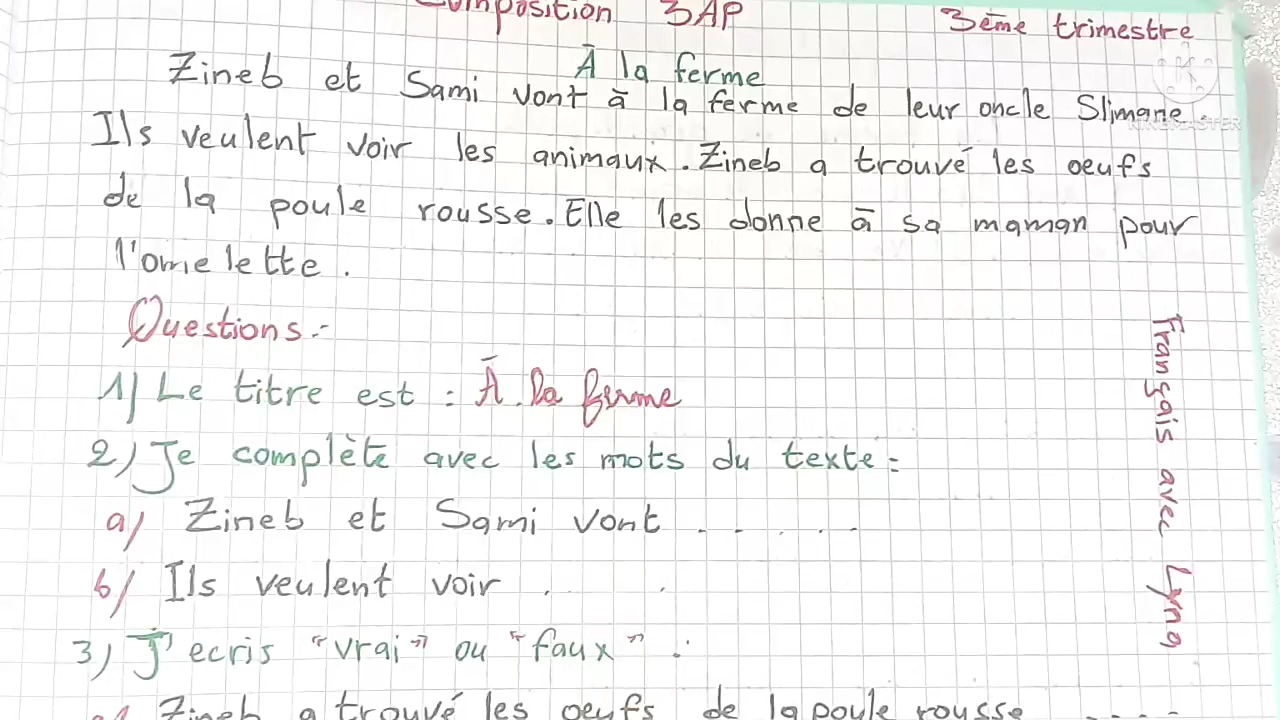 Composition 3AP 3ème trimestre
À la ferme
Zineb et Sami vont à la ferme de leur oncle Slimane.
Ils veulent voir les animaux. Zineb a trouvé les oeufs
de la poule rousse. Elle les donne à sa maman pour
l'omelette.
Questions :-
1) Le titre est : À la ferme
2) Je complète avec les mots du texte :
a) Zineb et Sami vont . . . . .
b) Ils veulent voir . .
3) J'ecris "vrai" ou "faux" :
a) Zineb a trouvé les oeufs de la poule rousse .....
Français avec Lyna
K
KINEMASTER